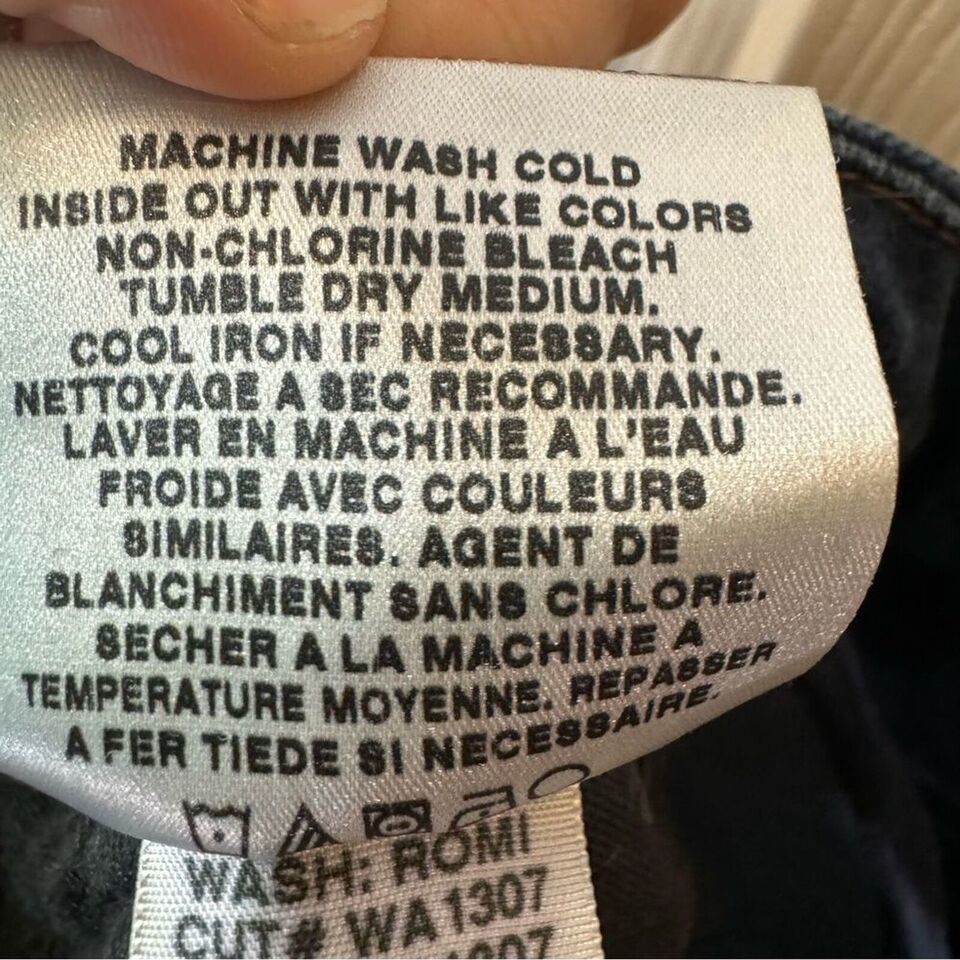 MACHINE WASH COLD
INSIDE OUT WITH LIKE COLORS
NON-CHLORINE BLEACH
TUMBLE DRY MEDIUM.
COOL IRON IF NECESSARY.
NETTOYAGE A SEC RECOMMANDE.
LAVER EN MACHINE A L'EAU
FROIDE AVEC COULEURS
SIMILAIRES. AGENT DE
BLANCHIMENT SANS CHLORE.
SECHER A LA MACHINE A
TEMPERATURE MOYENNE. REPASSER
A FER TIEDE SI NECESSAIRE.
WASH: ROMI
CUT# WA1307